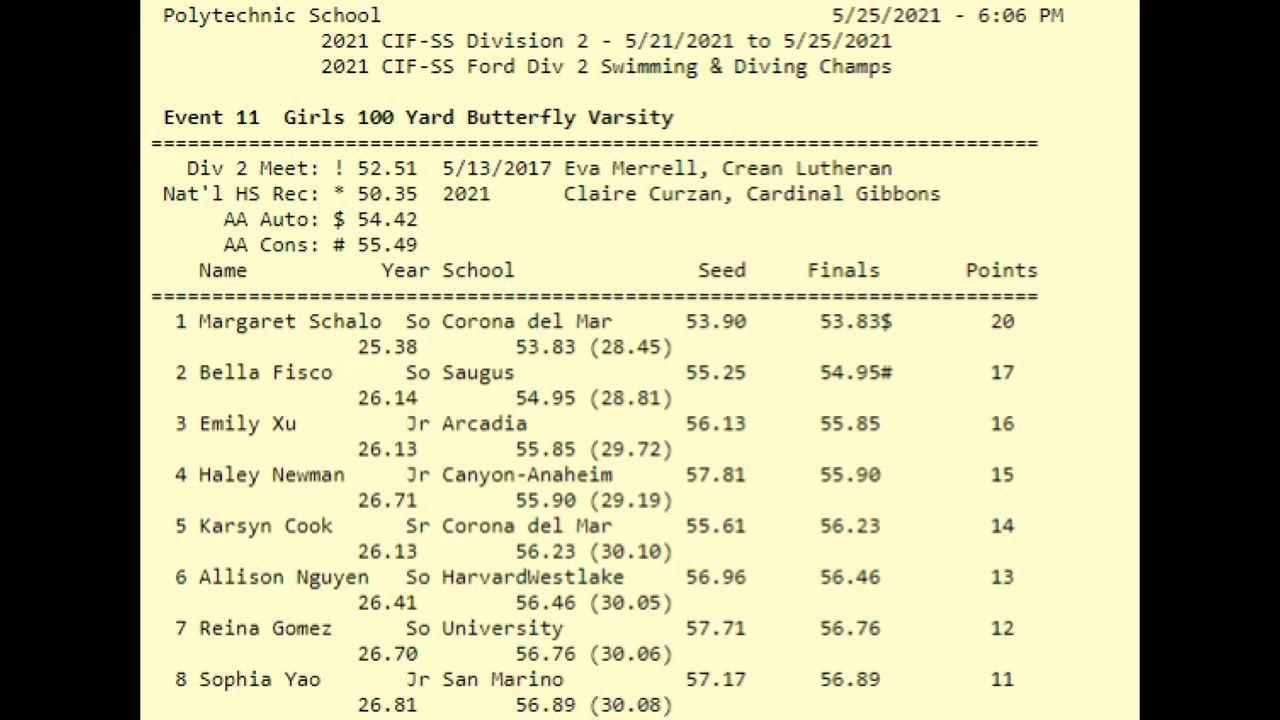 Polytechnic School 5/25/2021 - 6:06 PM
2021 CIF-SS Division 2 - 5/21/2021 to 5/25/2021
2021 CIF-SS Ford Div 2 Swimming & Diving Champs
Event 11 Girls 100 Yard Butterfly Varsity
=========================================================================
Div 2 Meet: ! 52.51 5/13/2017 Eva Merrell, Crean Lutheran
Nat'l HS Rec: * 50.35 2021 Claire Curzan, Cardinal Gibbons
AA Auto: $ 54.42
AA Cons: # 55.49
Name Year School Seed Finals Points
=========================================================================
1 Margaret Schalo So Corona del Mar 53.90 53.83$ 20
25.38 53.83 (28.45)
2 Bella Fisco So Saugus 55.25 54.95# 17
26.14 54.95 (28.81)
3 Emily Xu Jr Arcadia 56.13 55.85 16
26.13 55.85 (29.72)
4 Haley Newman Jr Canyon-Anaheim 57.81 55.90 15
26.71 55.90 (29.19)
5 Karsyn Cook Sr Corona del Mar 55.61 56.23 14
26.13 56.23 (30.10)
6 Allison Nguyen So HarvardWestlake 56.96 56.46 13
26.41 56.46 (30.05)
7 Reina Gomez So University 57.71 56.76 12
26.70 56.76 (30.06)
8 Sophia Yao Jr San Marino 57.17 56.89 11
26.81 56.89 (30.08)